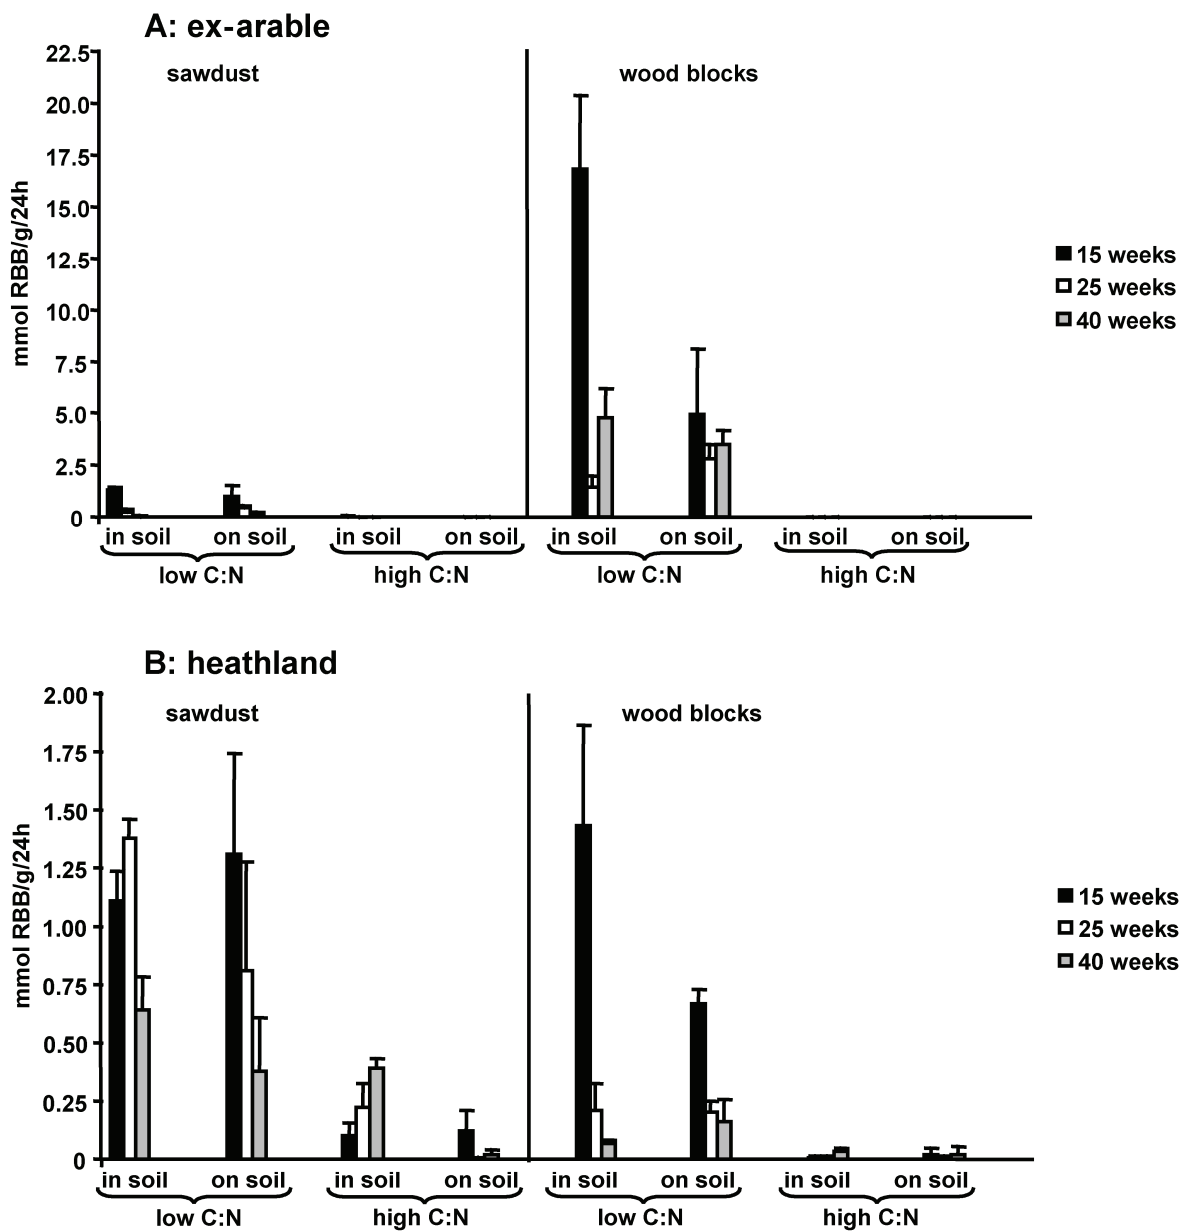 A: ex-arable
sawdust
wood blocks
mmol RBB/g/24h
22.5
20.0
17.5
15.0
12.5
10.0
7.5
5.0
2.5
0
15 weeks
25 weeks
40 weeks
in soil on soil in soil on soil in soil on soil in soil on soil
low C:N high C:N low C:N high C:N
B: heathland
sawdust
wood blocks
mmol RBB/g/24h
2.00
1.75
1.50
1.25
1.00
0.75
0.50
0.25
0
15 weeks
25 weeks
40 weeks
in soil on soil in soil on soil in soil on soil in soil on soil
low C:N high C:N low C:N high C:N